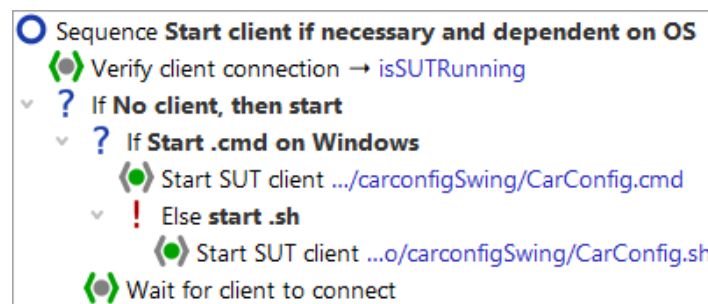 Sequence Start client if necessary and dependent on OS
Verify client connection → isSUTRunning
? If No client, then start
? If Start .cmd on Windows
Start SUT client .../carconfigSwing/CarConfig.cmd
! Else start .sh
Start SUT client ...o/carconfigSwing/CarConfig.sh
Wait for client to connect